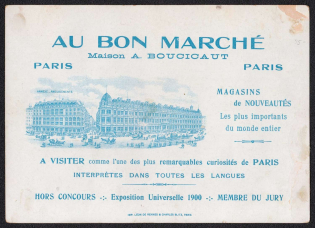 AU BON MARCHÉ
Maison A. BOUCICAUT
PARIS PARIS
MAGASINS
de NOUVEAUTÉS
Les plus importants
du monde entier
A VISITER comme l'une des plus remarquables curiosités de PARIS
INTERPRÈTES DANS TOUTES LES LANGUES
HORS CONCOURS -:- Exposition Universelle 1900 -:- MEMBRE DU JURY